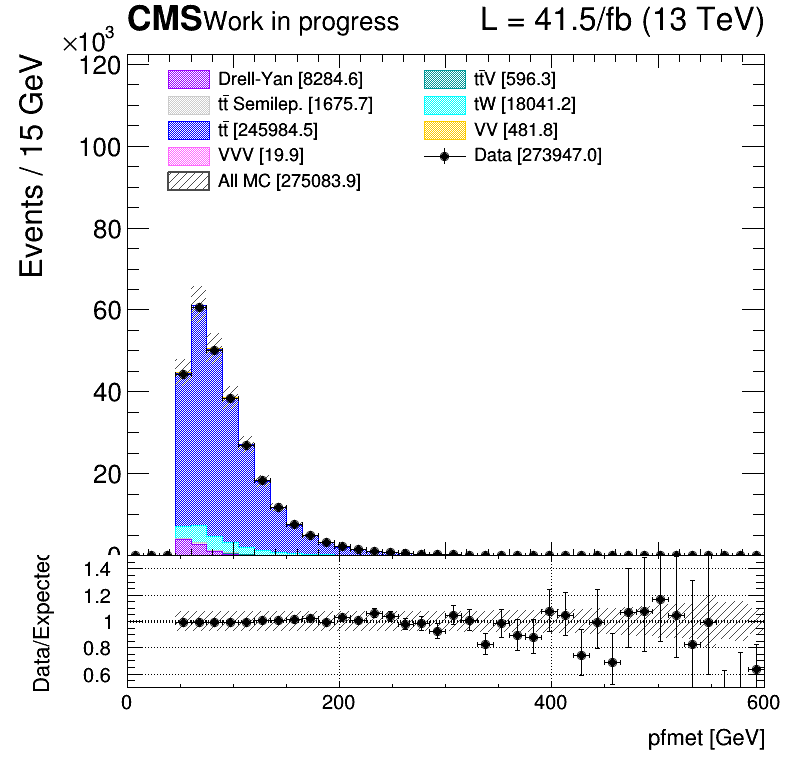 CMS Work in progress L = 41.5/fb (13 TeV)
×10³
Events / 15 GeV
Drell-Yan [8284.6] tt̄V [596.3]
tt̄ Semilep. [1675.7] tW [18041.2]
tt̄ [245984.5] VV [481.8]
VVV [19.9] Data [273947.0]
All MC [275083.9]
120
100
80
60
40
20
0
Data/Expected
1.4
1.2
1
0.8
0.6
0 200 400 600
pfmet [GeV]